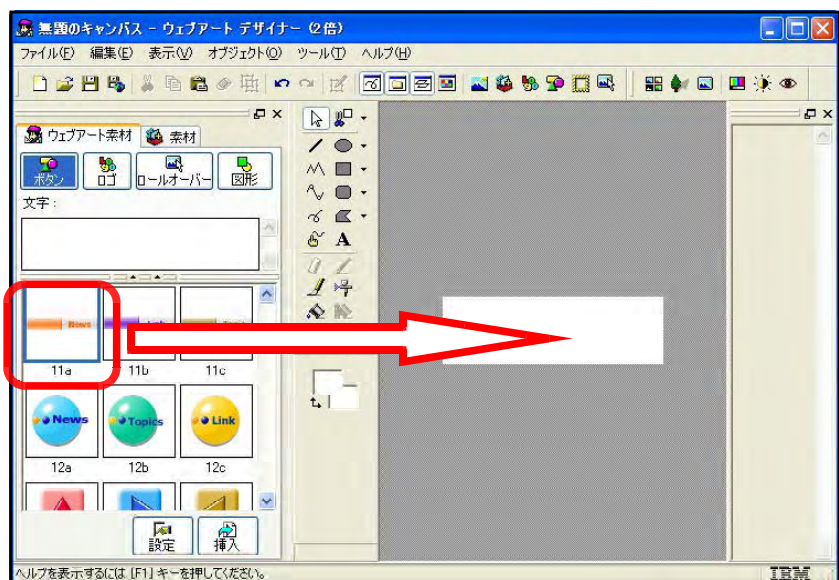 無題のキャンバス - ウェブアート デザイナー (2倍)
ファイル(F) 編集(E) 表示(V) オブジェクト(O) ツール(T) ヘルプ(H)
ウェブアート素材 素材
ボタン ロゴ ロールオーバー 図形
文字:
A
News
11a 11b 11c
News Topics Link
12a 12b 12c
設定 挿入
ヘルプを表示するには [F1] キーを押してください。
IBM